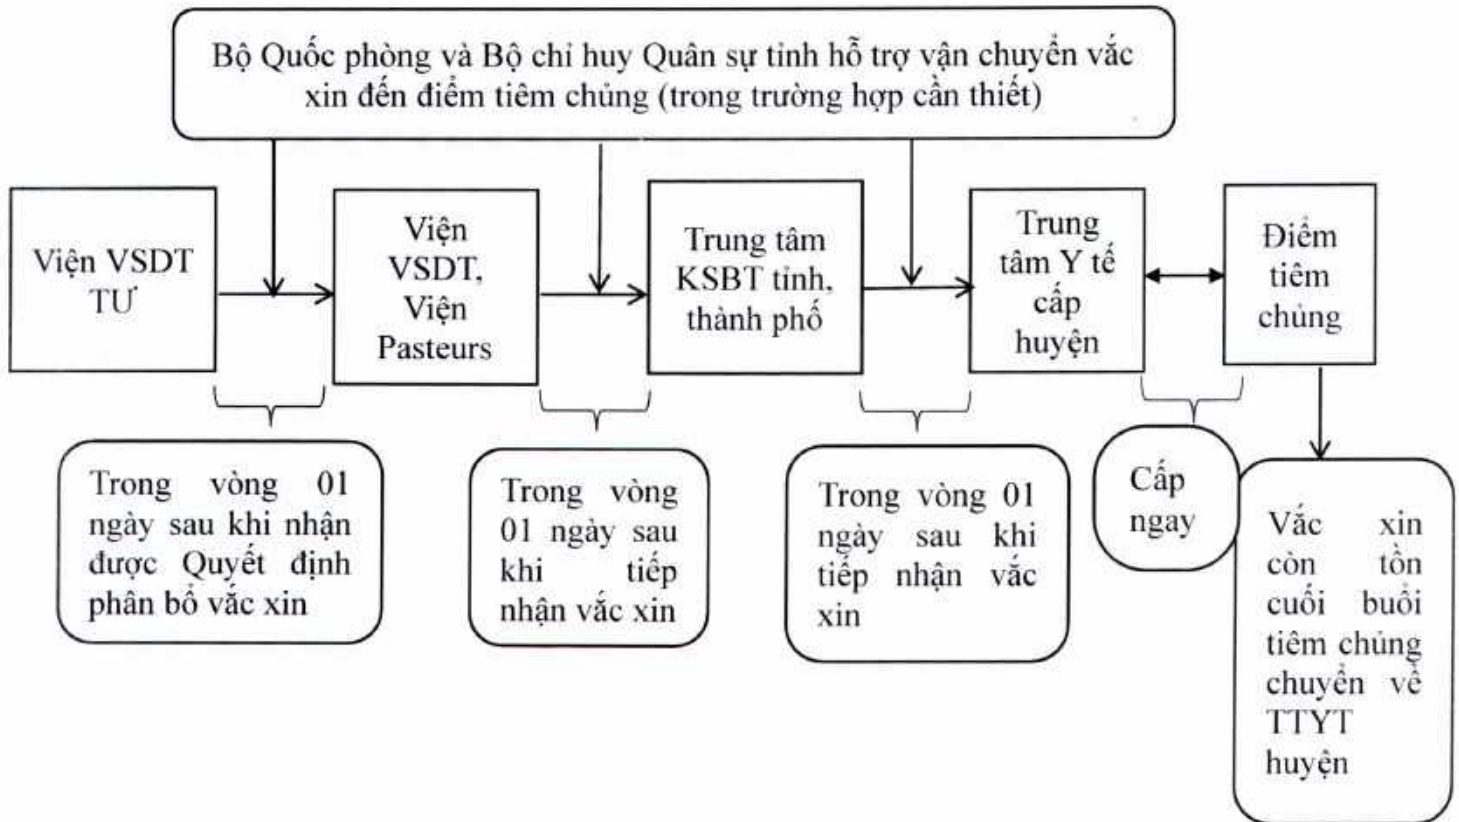 Bộ Quốc phòng và Bộ chỉ huy Quân sự tỉnh hỗ trợ vận chuyển vắc
xin đến điểm tiêm chủng (trong trường hợp cần thiết)
Viện VSDT
TƯ
Viện
VSDT,
Viện
Pasteurs
Trung tâm
KSBT tỉnh,
thành phố
Trung
tâm Y tế
cấp
huyện
Điểm
tiêm
chủng
Trong vòng 01
ngày sau khi nhận
được Quyết định
phân bổ vắc xin
Trong vòng
01 ngày sau
khi tiếp
nhận vắc xin
Trong vòng 01
ngày sau khi
tiếp nhận vắc
xin
Cấp
ngay
Vắc xin
còn tồn
cuối buổi
tiêm chủng
chuyển về
TTYT
huyện